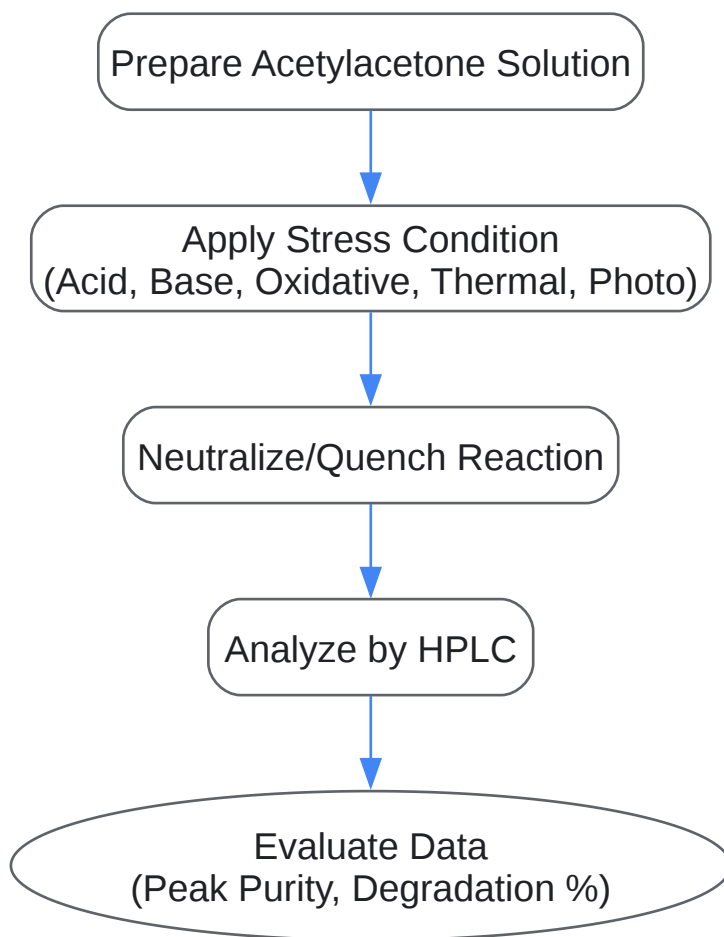 Prepare Acetylacetone Solution
Apply Stress Condition
(Acid, Base, Oxidative, Thermal, Photo)
Neutralize/Quench Reaction
Analyze by HPLC
Evaluate Data
(Peak Purity, Degradation %)